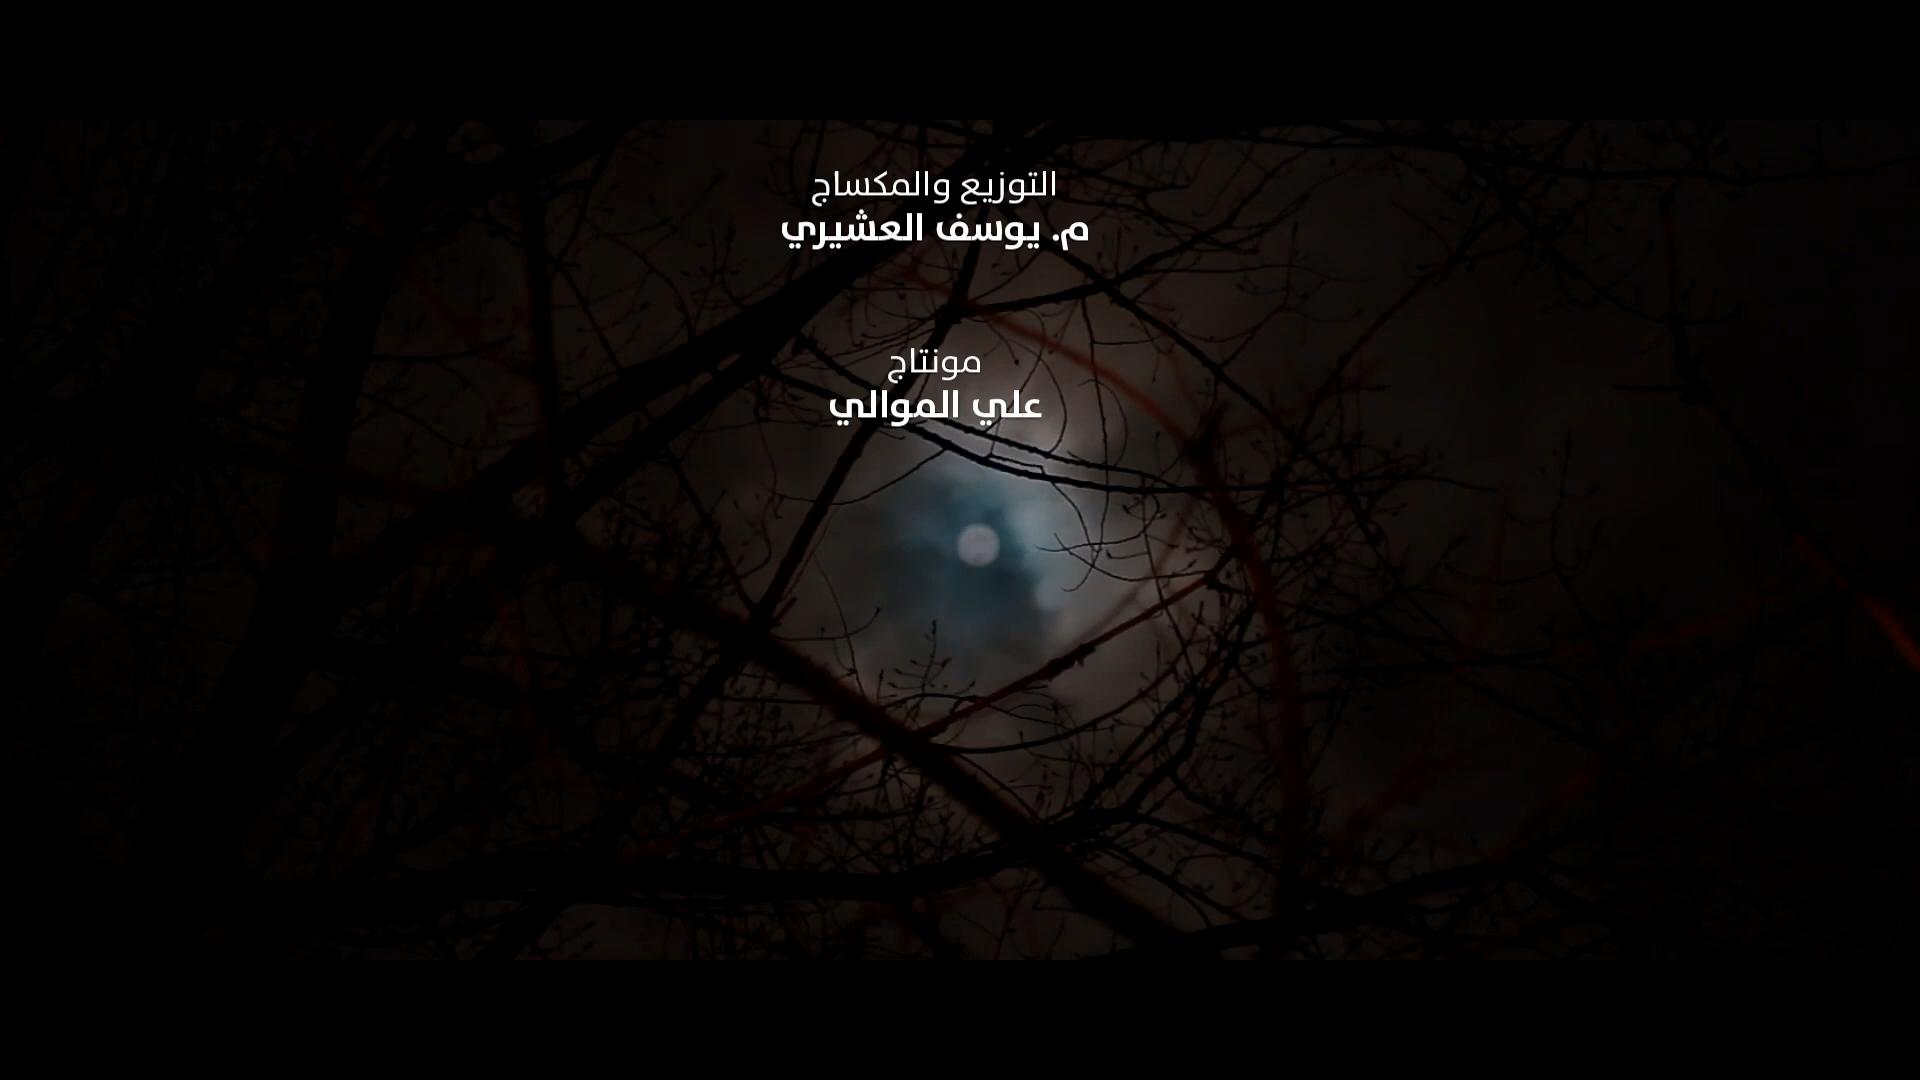 التوزيع والمكساج
م. يوسف العشيري
مونتاج
علي الموالي